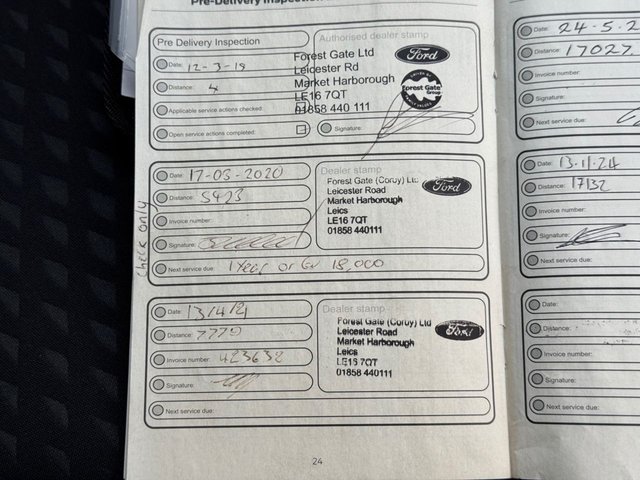 Pre-Delivery Inspection
Pre Delivery Inspection
Date: 12-3-19
Distance: 4
Applicable service actions checked:
Open service actions completed:
Authorised dealer stamp
Forest Gate Ltd
Leicester Rd
Market Harborough
LE16 7QT
01858 440 111
Ford
Forest Gate
Group
Signature:
Date: 17-03-2020
Distance: 5423
Invoice number:
Signature:
Next service due: 1 Year or 18,000
CHECK ONLY
Dealer stamp
Forest Gate (Corby) Ltd
Leicester Road
Market Harborough
Leics
LE16 7QT
01858 440111
Ford
Date: 13/4/21
Distance: 7770
Invoice number: 423632
Signature:
Next service due:
Dealer stamp
Forest Gate (Corby) Ltd
Leicester Road
Market Harborough
Leics
LE16 7QT
01858 440111
Ford
24
Date: 24-5-2
Distance: 17027
Invoice number:
Signature:
Next service due:
Date: 13.11.24
Distance: 17132
Invoice number:
Signature:
Next service due:
Date:
Distance:
Invoice number:
Signature:
Next service due: